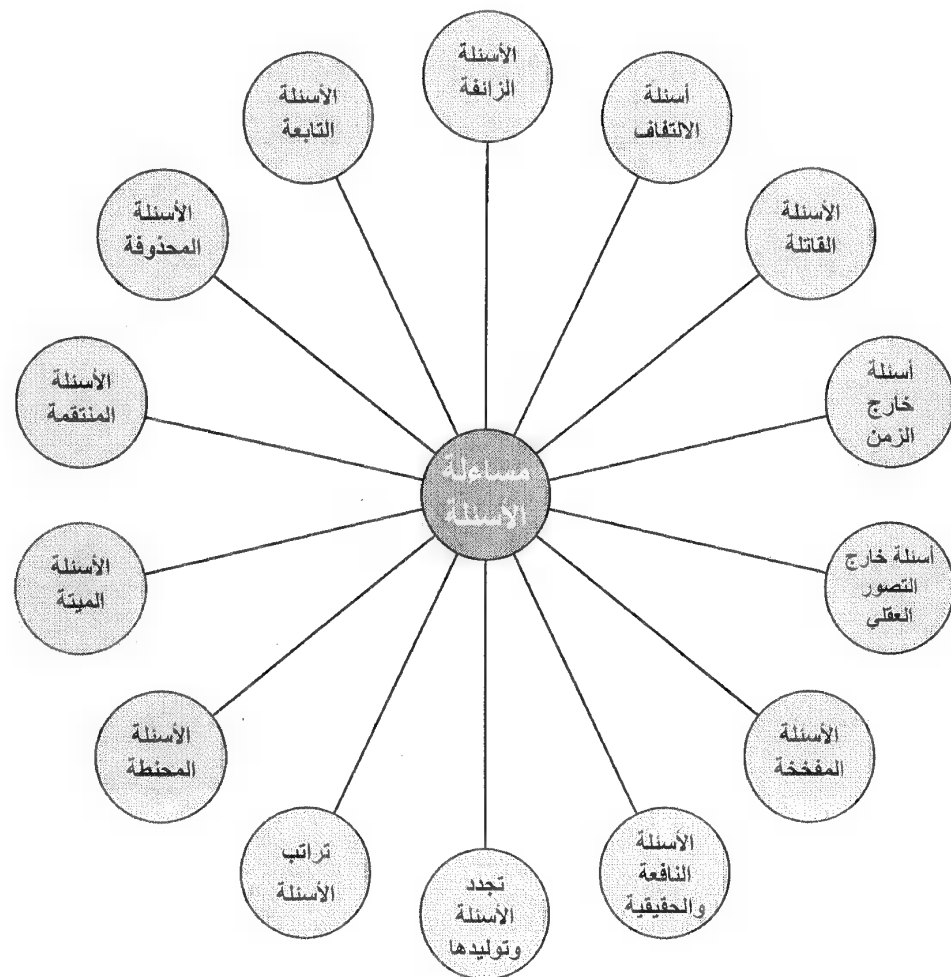 الأسئلة
الزائفة
أسئلة
الالتفاف
الأسئلة
القاتلة
أسئلة
خارج
الزمن
أسئلة خارج
التصور
العقلي
الأسئلة
المفخخة
الأسئلة
النافعة
والحقيقية
تجدد
الأسئلة
وتوليدها
تراتب
الأسئلة
الأسئلة
المحنطة
الأسئلة
الميتة
الأسئلة
المنتقمة
الأسئلة
المحذوفة
الأسئلة
التابعة
مساءلة
الأسئلة